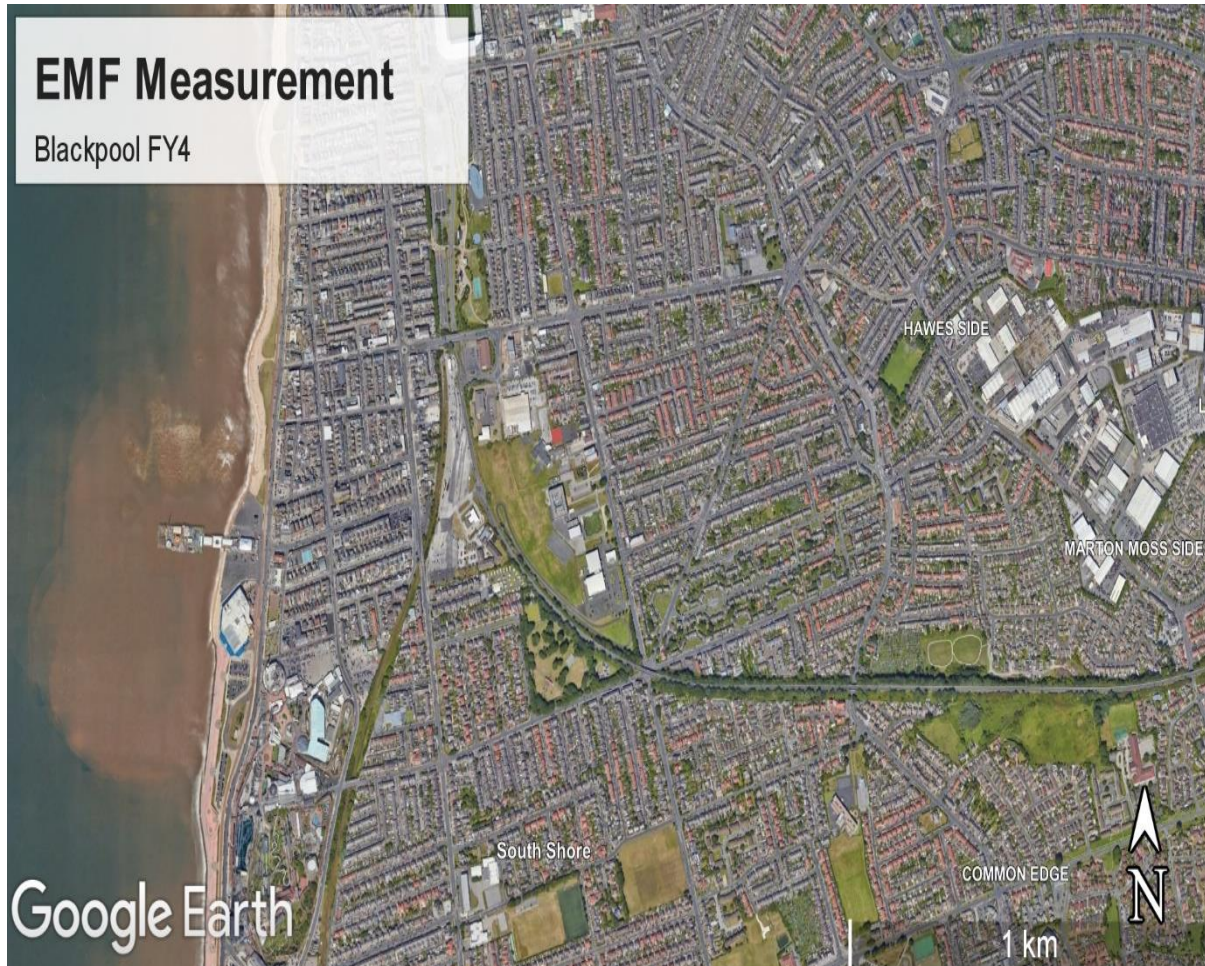 EMF Measurement
Blackpool FY4
HAWES SIDE
MARTON MOSS SIDE
South Shore
COMMON EDGE
Google Earth
N
1 km